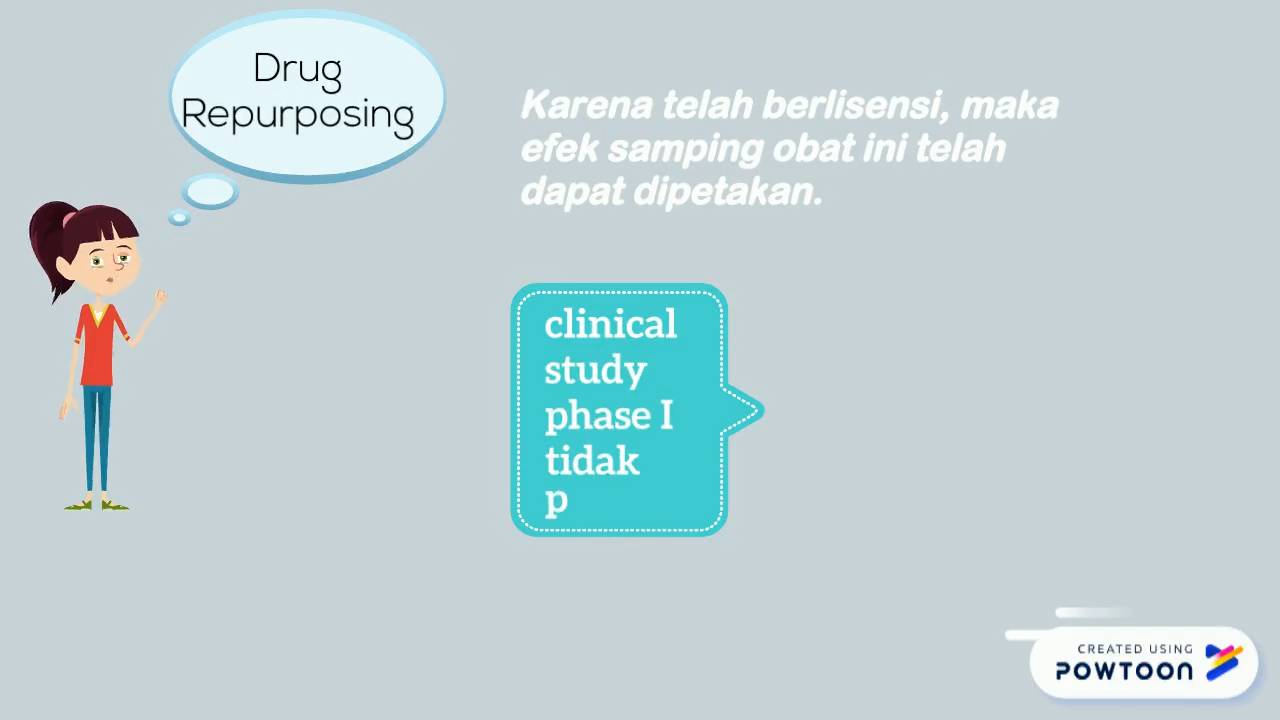 Drug
Repurposing
Karena telah berlisensi, maka
efek samping obat ini telah
dapat dipetakan.
clinical
study
phase I
tidak
p
CREATED USING
POWTOON